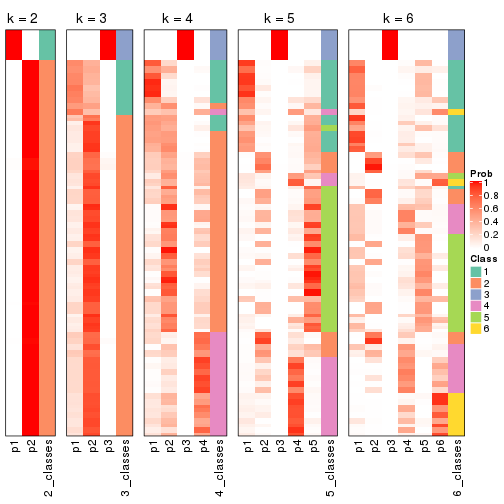 k = 2
k = 3
k = 4
k = 5
k = 6
Prob
1
0.8
0.6
0.4
0.2
0
Class
1
2
3
4
5
6
p1
p2
2_classes
p1
p2
p3
3_classes
p1
p2
p3
p4
4_classes
p1
p2
p3
p4
p5
5_classes
p1
p2
p3
p4
p5
p6
6_classes